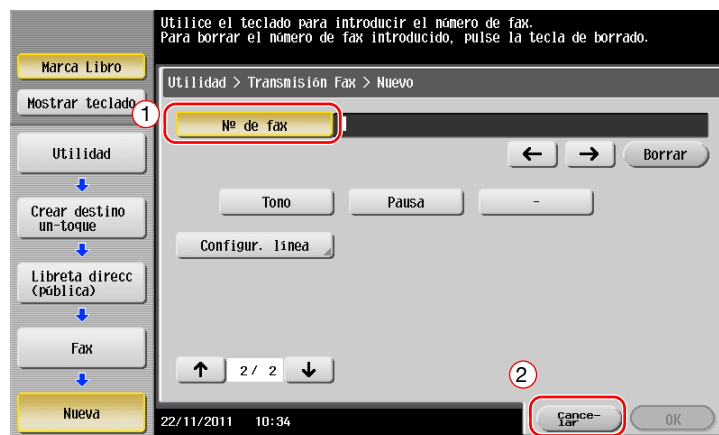 Utilice el teclado para introducir el número de fax.
Para borrar el número de fax introducido, pulse la tecla de borrado.
Marca Libro
Mostrar teclado
Utilidad > Transmisión Fax > Nuevo
1
Nº de fax
← → Borrar
Utilidad
Tono Pausa -
Crear destino
un-toque
Configur. línea
Libreta direcc
(pública)
Fax
↑ 2/ 2 ↓
2
Nueva
22/11/2011 10:34
Cance-
lar
OK